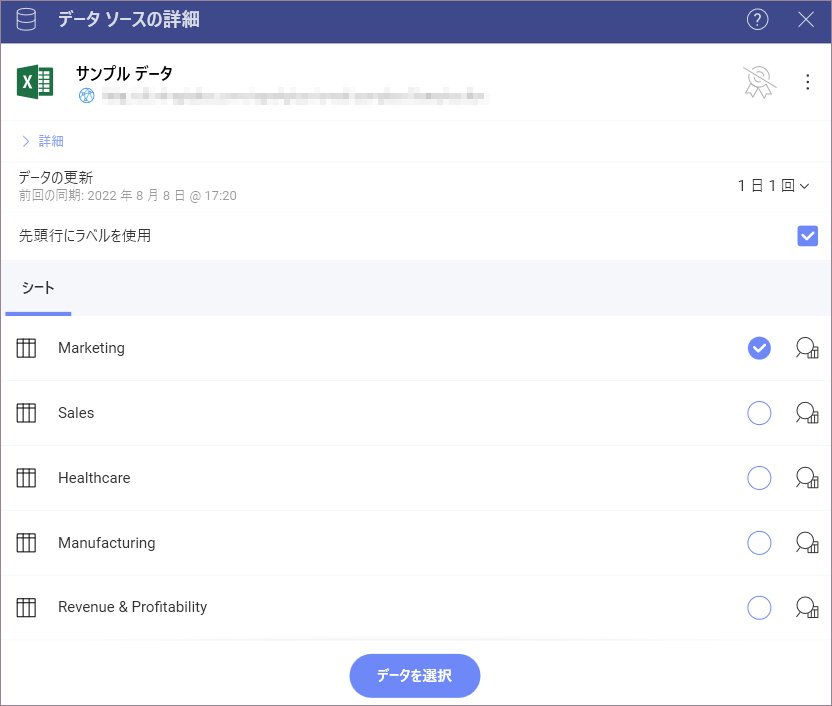 データ ソースの詳細
?
サンプル データ
詳細
データの更新
前回の同期: 2022 年 8 月 8 日 @ 17:20
1 日 1 回
先頭行にラベルを使用
シート
Marketing
Sales
Healthcare
Manufacturing
Revenue & Profitability
データを選択